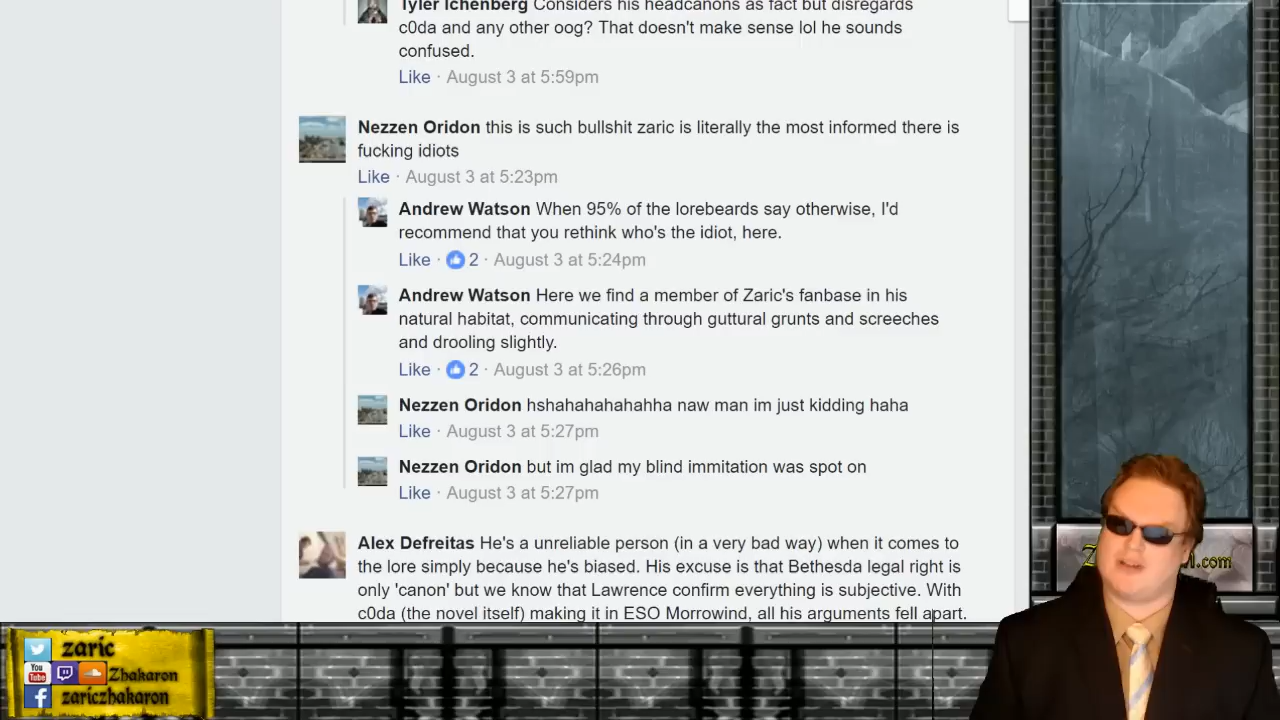 Tyler Ichenberg Considers his headcanons as fact but disregards
c0da and any other oog? That doesn't make sense lol he sounds
confused.
Like · August 3 at 5:59pm
Nezzen Oridon this is such bullshit zaric is literally the most informed there is
fucking idiots
Like · August 3 at 5:23pm
Andrew Watson When 95% of the lorebeards say otherwise, I'd
recommend that you rethink who's the idiot, here.
Like · 2 · August 3 at 5:24pm
Andrew Watson Here we find a member of Zaric's fanbase in his
natural habitat, communicating through guttural grunts and screeches
and drooling slightly.
Like · 2 · August 3 at 5:26pm
Nezzen Oridon hshahahahahahha naw man im just kidding haha
Like · August 3 at 5:27pm
Nezzen Oridon but im glad my blind immitation was spot on
Like · August 3 at 5:27pm
Alex Defreitas He's a unreliable person (in a very bad way) when it comes to
the lore simply because he's biased. His excuse is that Bethesda legal right is
only 'canon' but we know that Lawrence confirm everything is subjective. With
c0da (the novel itself) making it in ESO Morrowind, all his arguments fell apart.
.com
zaric
You Tube
Zhakaron
zariczhakaron